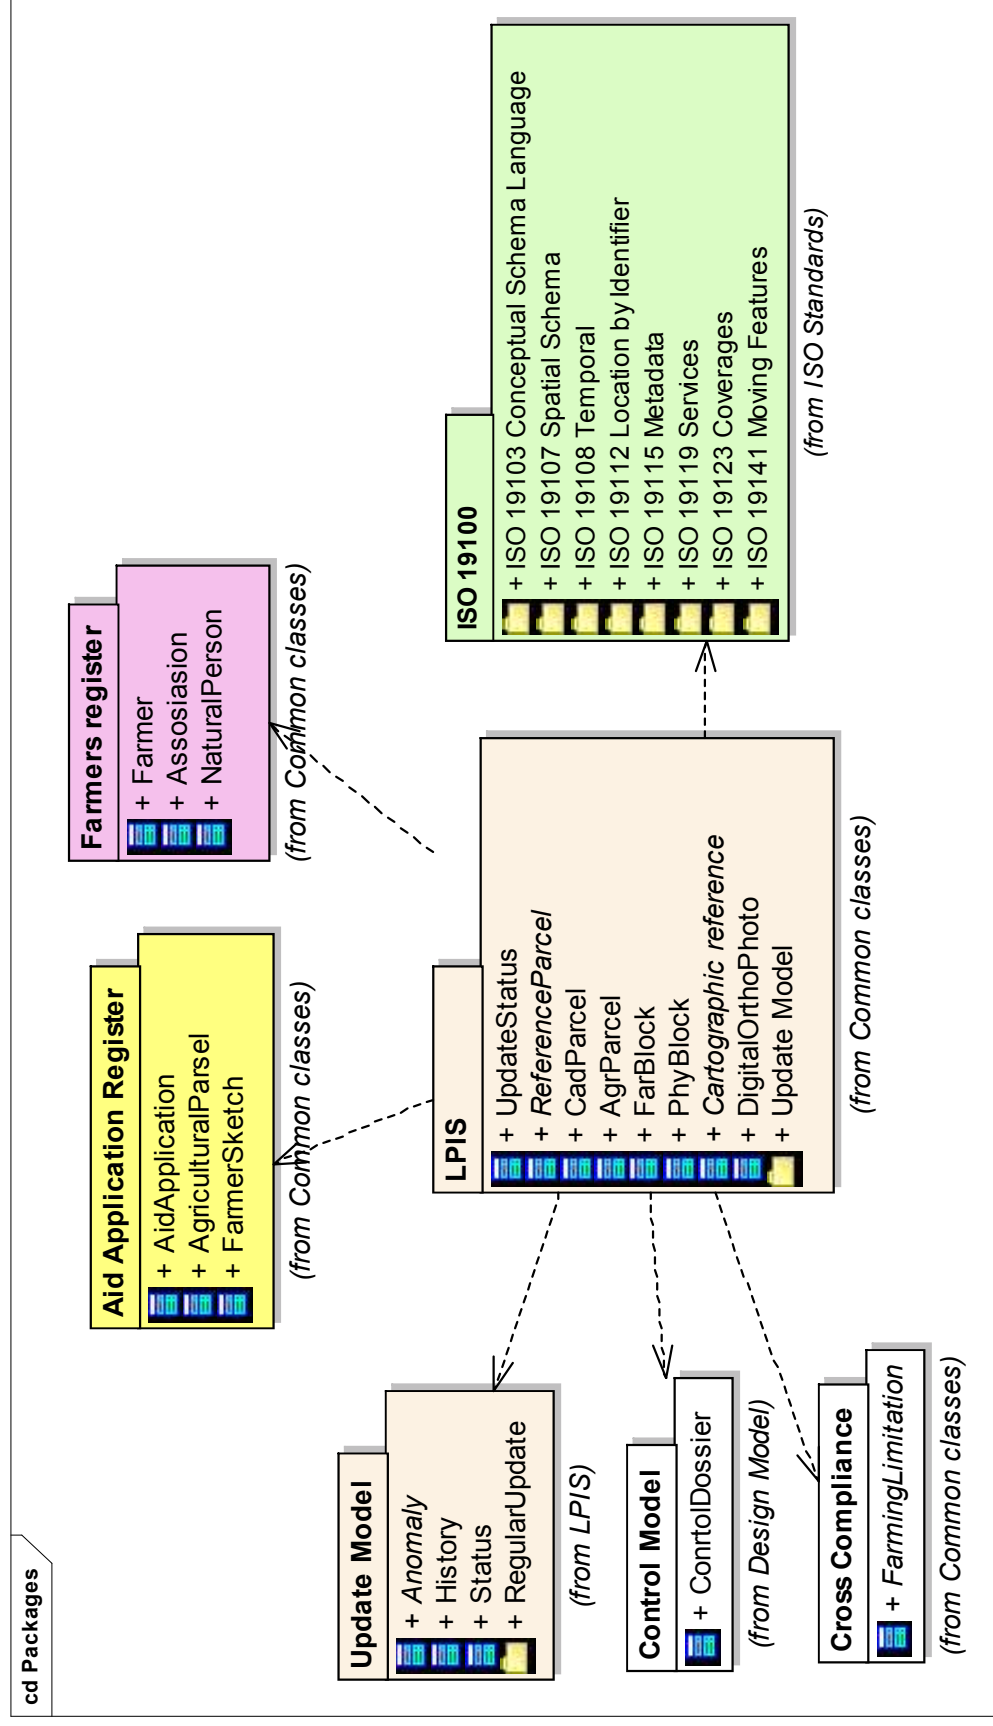 cd Packages
Update Model
+ Anomaly
+ History
+ Status
+ RegularUpdate
(from LPIS)
Control Model
+ ConrtolDossier
(from Design Model)
Cross Compliance
+ FarmingLimitation
(from Common classes)
Aid Application Register
+ AidApplication
+ AgriculturalParsel
+ FarmerSketch
(from Common classes)
LPIS
+ UpdateStatus
+ ReferenceParcel
+ CadParcel
+ AgrParcel
+ FarBlock
+ PhyBlock
+ Cartographic reference
+ DigitalOrthoPhoto
+ Update Model
(from Common classes)
Farmers register
+ Farmer
+ Assosiasion
+ NaturalPerson
(from Common classes)
ISO 19100
+ ISO 19103 Conceptual Schema Language
+ ISO 19107 Spatial Schema
+ ISO 19108 Temporal
+ ISO 19112 Location by Identifier
+ ISO 19115 Metadata
+ ISO 19119 Services
+ ISO 19123 Coverages
+ ISO 19141 Moving Features
(from ISO Standards)